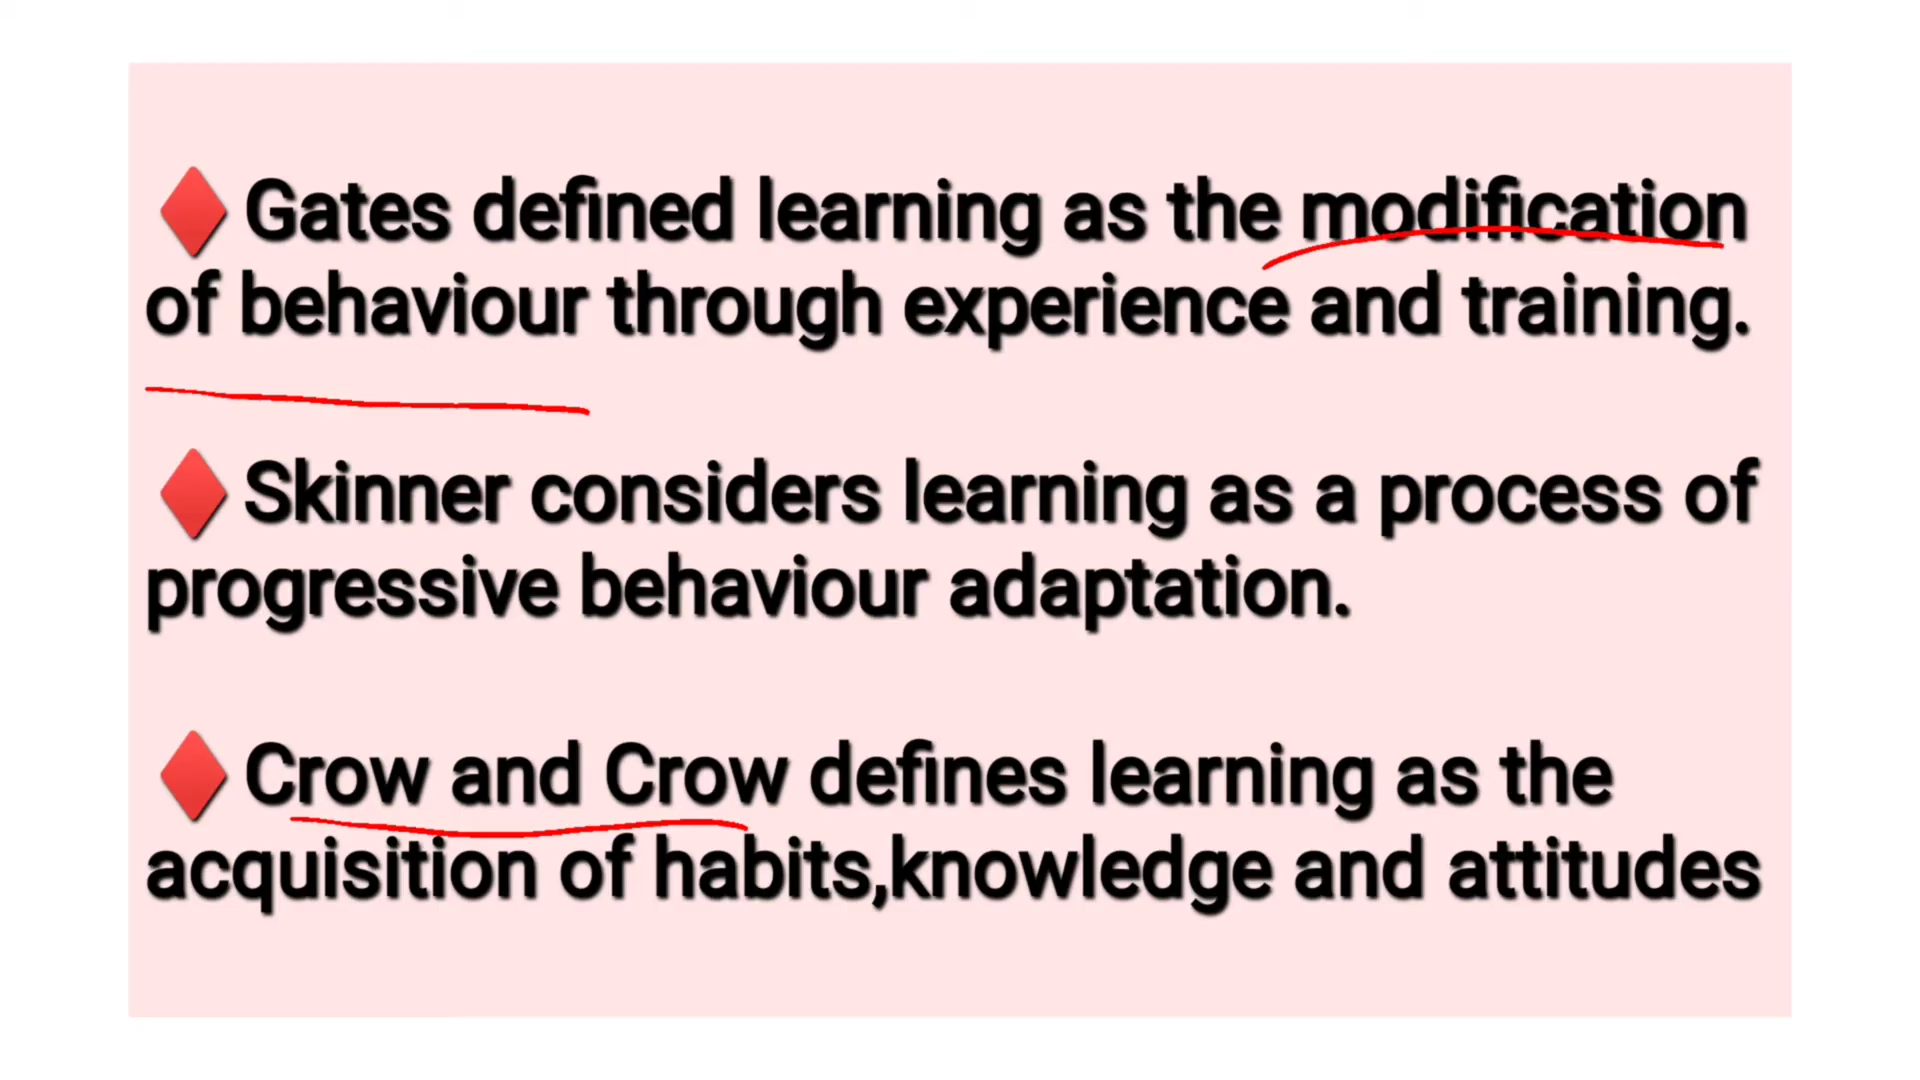 ♦️Gates defined learning as the modification
of behaviour through experience and training.
♦️Skinner considers learning as a process of
progressive behaviour adaptation.
♦️Crow and Crow defines learning as the
acquisition of habits,knowledge and attitudes